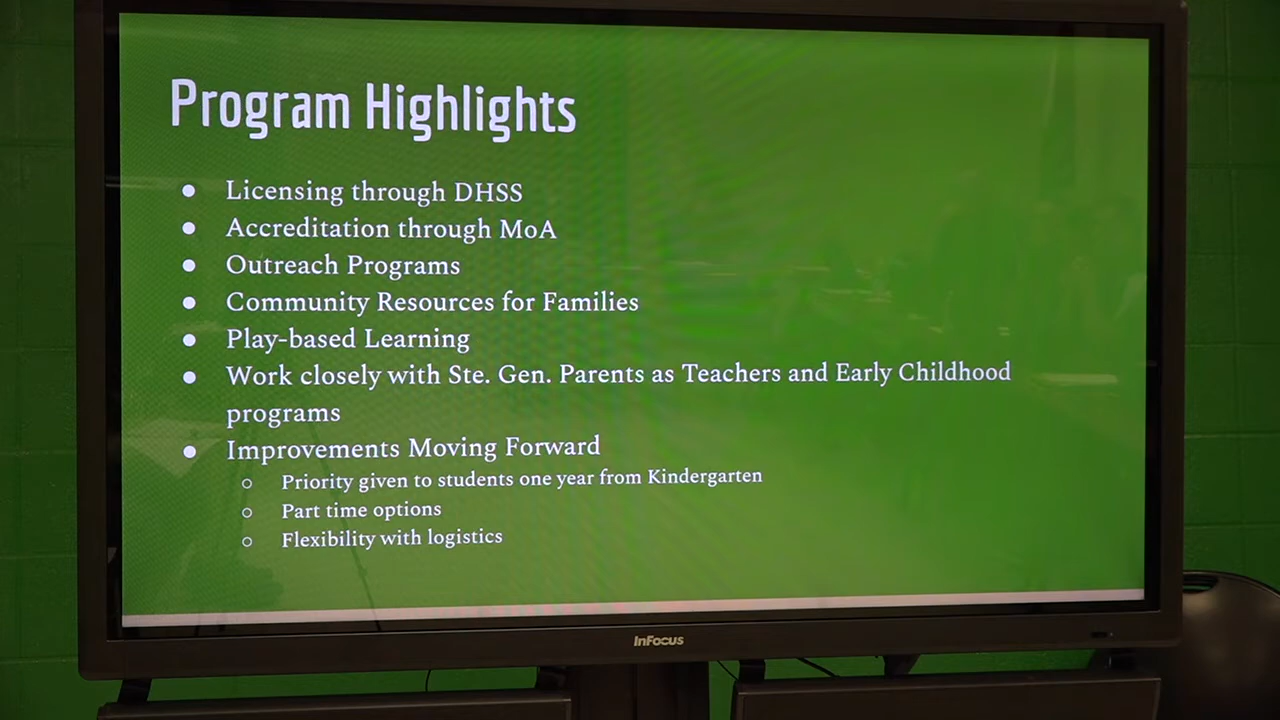 Program Highlights
● Licensing through DHSS
● Accreditation through MoA
● Outreach Programs
● Community Resources for Families
● Play-based Learning
● Work closely with Ste. Gen. Parents as Teachers and Early Childhood
programs
● Improvements Moving Forward
○ Priority given to students one year from Kindergarten
○ Part time options
○ Flexibility with logistics
InFocus